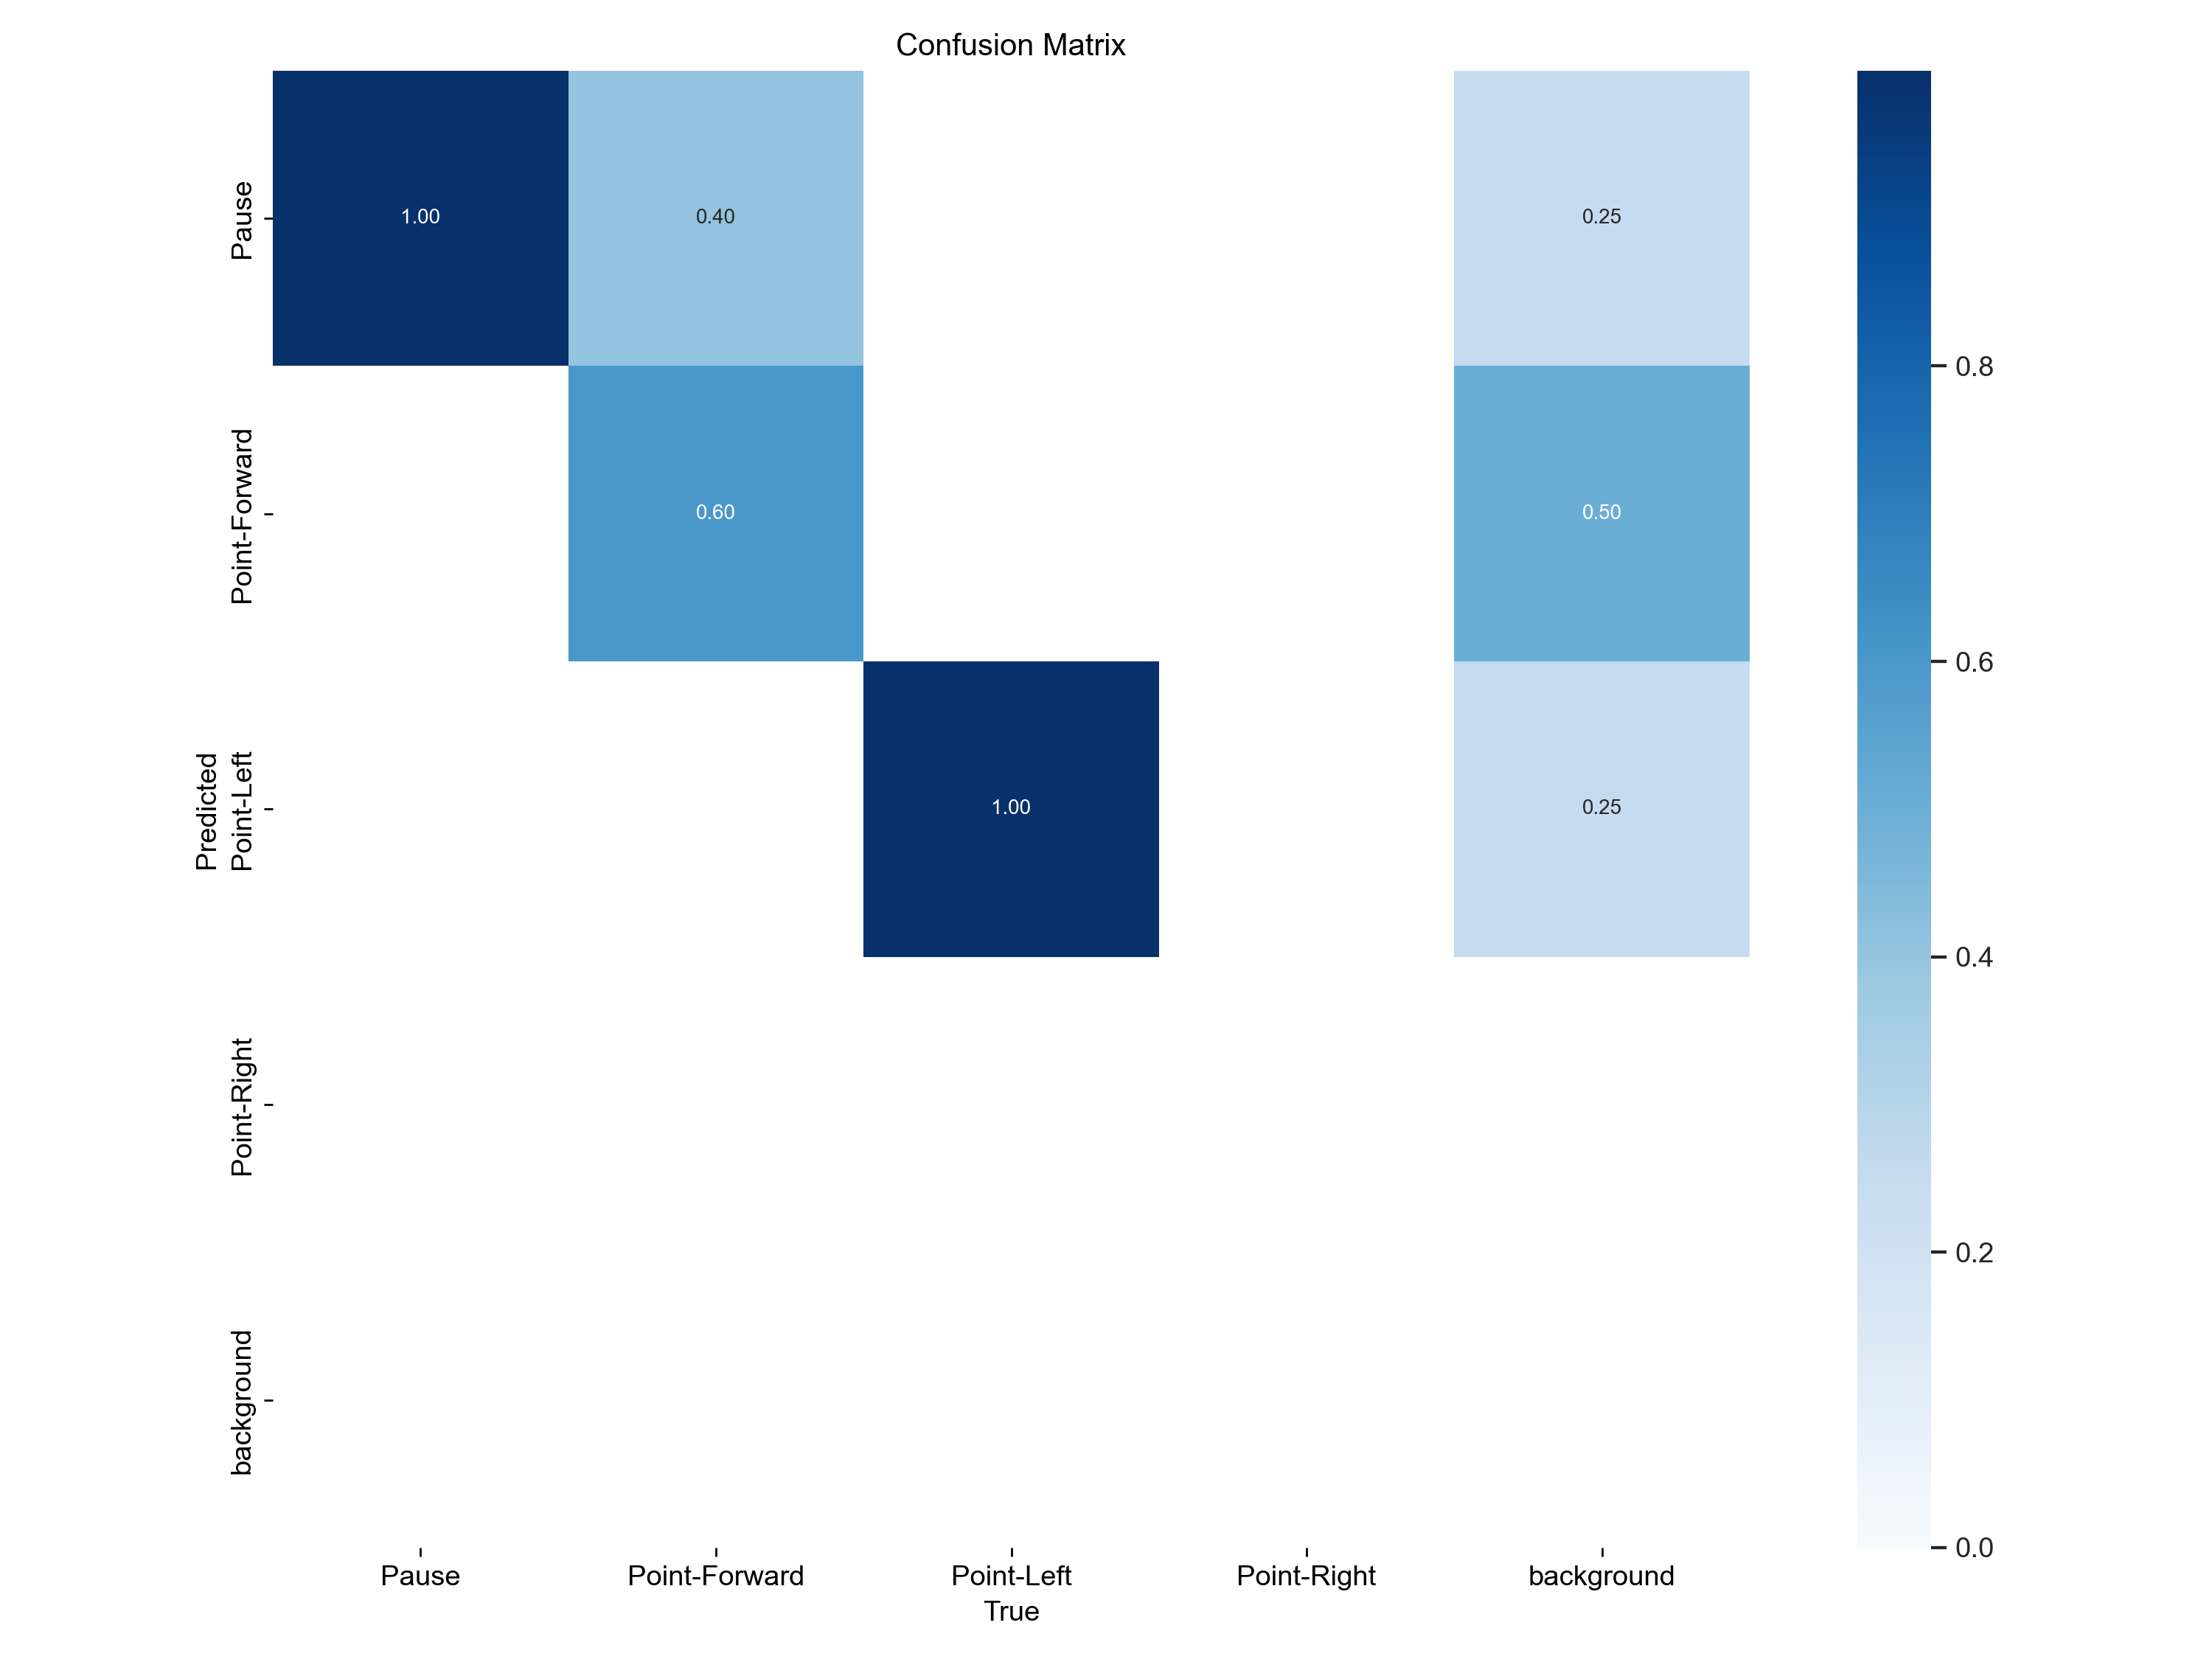 Confusion Matrix
Pause
1.00
0.40
0.25
Point-Forward
0.60
0.50
0.8
0.6
Predicted
Point-Left
1.00
0.25
0.4
Point-Right
0.2
background
0.0
Pause
Point-Forward
Point-Left
Point-Right
background
True